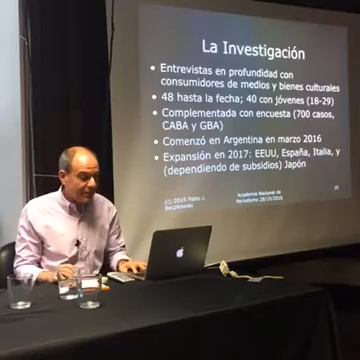 La Investigación
• Entrevistas en profundidad con
consumidores de medios y bienes culturales
• 48 hasta la fecha; 40 con jóvenes (18-29)
• Complementada con encuesta (700 casos,
CABA y GBA)
• Comenzó en Argentina en marzo 2016
• Expansión en 2017: EEUU, España, Italia, y
(dependiendo de subsidios) Japón
(c) 2016 Pablo J.
Boczkowski
Academia Nacional de
Periodismo 28/10/2016